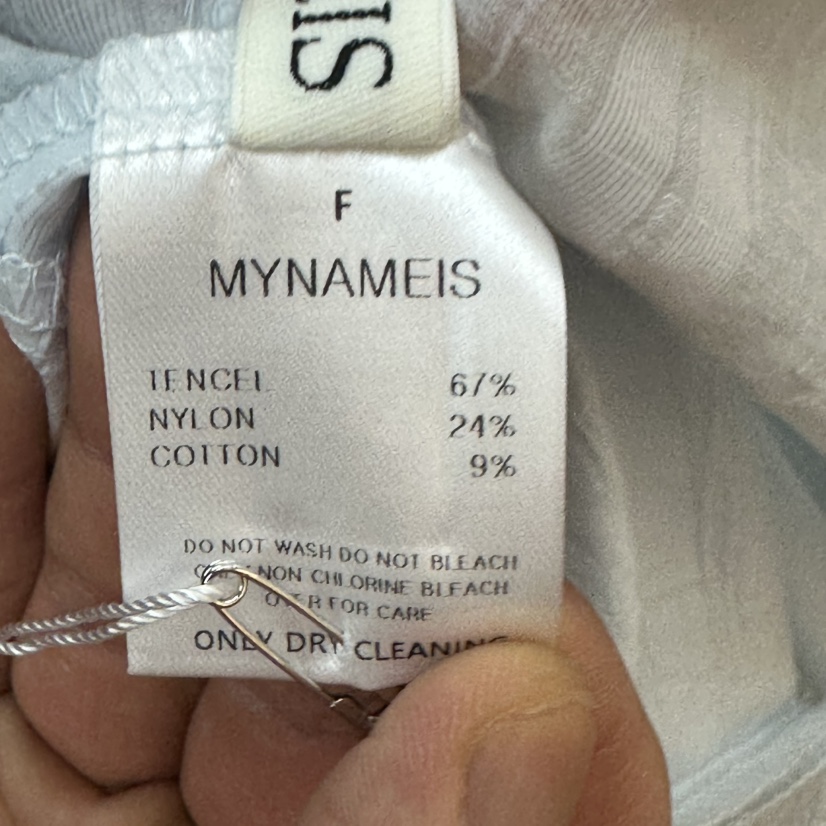 F
MYNAMEIS
TENCEL 67%
NYLON 24%
COTTON 9%
DO NOT WASH DO NOT BLEACH
NON CHLORINE BLEACH
FOR CARE
ONLY DRY CLEANING